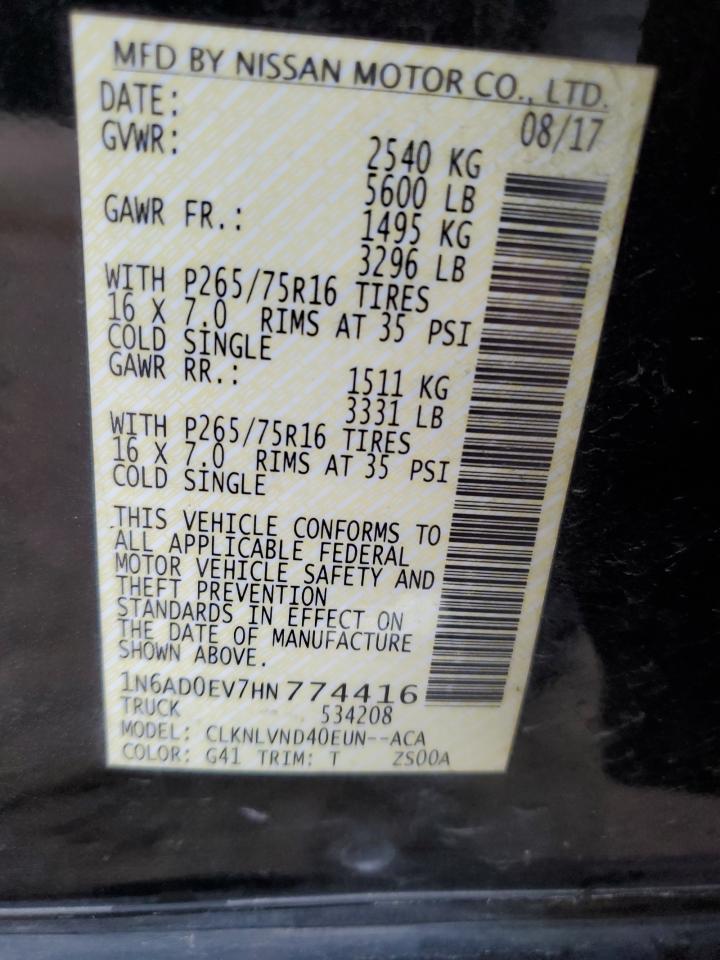 MFD BY NISSAN MOTOR CO., LTD.
DATE: 08/17
GVWR: 2540 KG
5600 LB
GAWR FR.: 1495 KG
3296 LB
WITH P265/75R16 TIRES
16 X 7.0 RIMS AT 35 PSI
COLD SINGLE
GAWR RR.: 1511 KG
3331 LB
WITH P265/75R16 TIRES
16 X 7.0 RIMS AT 35 PSI
COLD SINGLE
THIS VEHICLE CONFORMS TO
ALL APPLICABLE FEDERAL
MOTOR VEHICLE SAFETY AND
THEFT PREVENTION
STANDARDS IN EFFECT ON
THE DATE OF MANUFACTURE
SHOWN ABOVE.
1N6AD0EV7HN774416
TRUCK 534208
MODEL: CLKNLVND40EUN--ACA
COLOR: G41 TRIM: T ZS00A